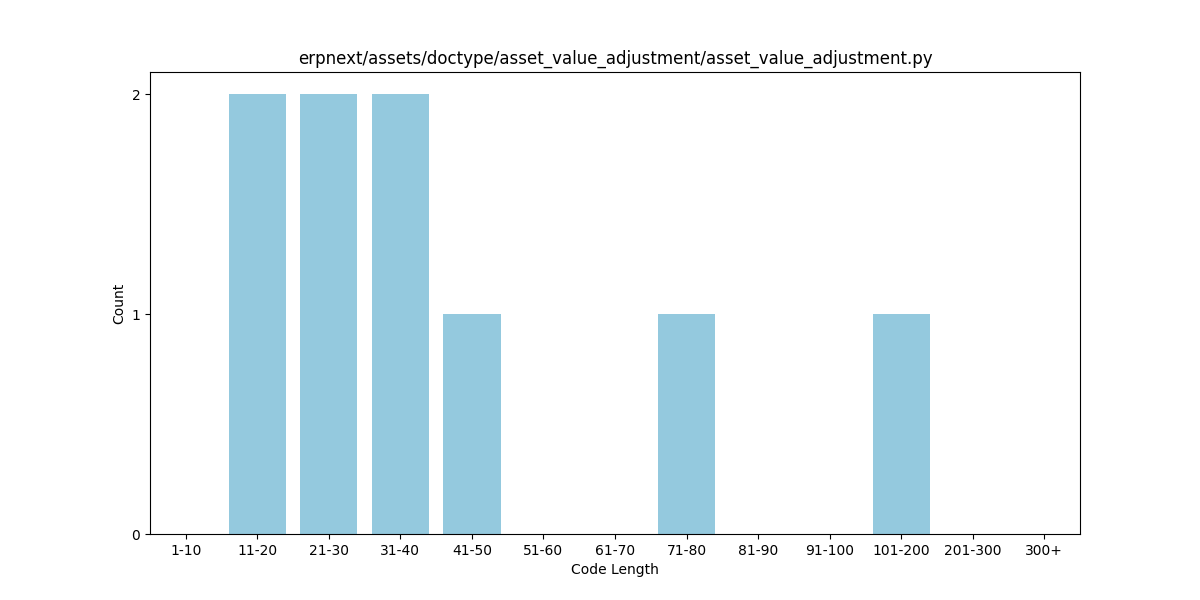 erpnext/assets/doctype/asset_value_adjustment/asset_value_adjustment.py
2
1
0
Count
1-10 11-20 21-30 31-40 41-50 51-60 61-70 71-80 81-90 91-100 101-200 201-300 300+
Code Length